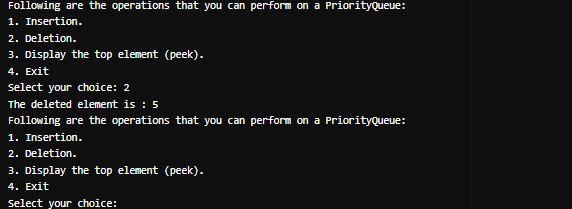 Following are the operations that you can perform on a PriorityQueue:
1. Insertion.
2. Deletion.
3. Display the top element (peek).
4. Exit
Select your choice: 2
The deleted element is : 5
Following are the operations that you can perform on a PriorityQueue:
1. Insertion.
2. Deletion.
3. Display the top element (peek).
4. Exit
Select your choice: